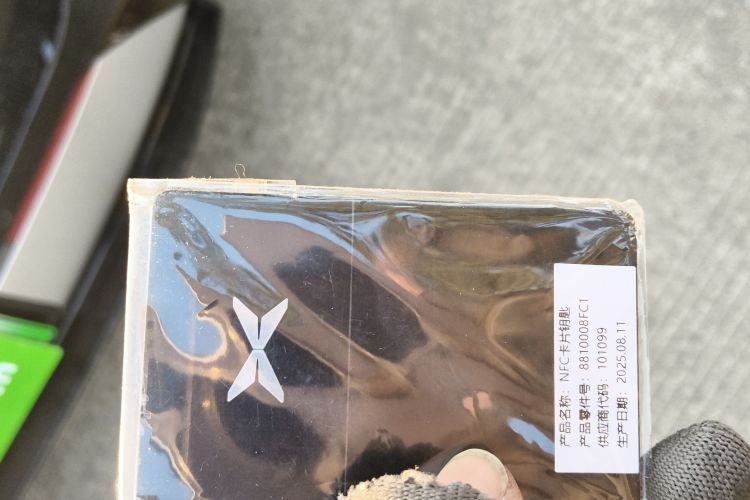 产品名称：NFC卡片钥匙
产品零件号：8810008FC1
供应商代码：101099
生产日期：2025.08.11